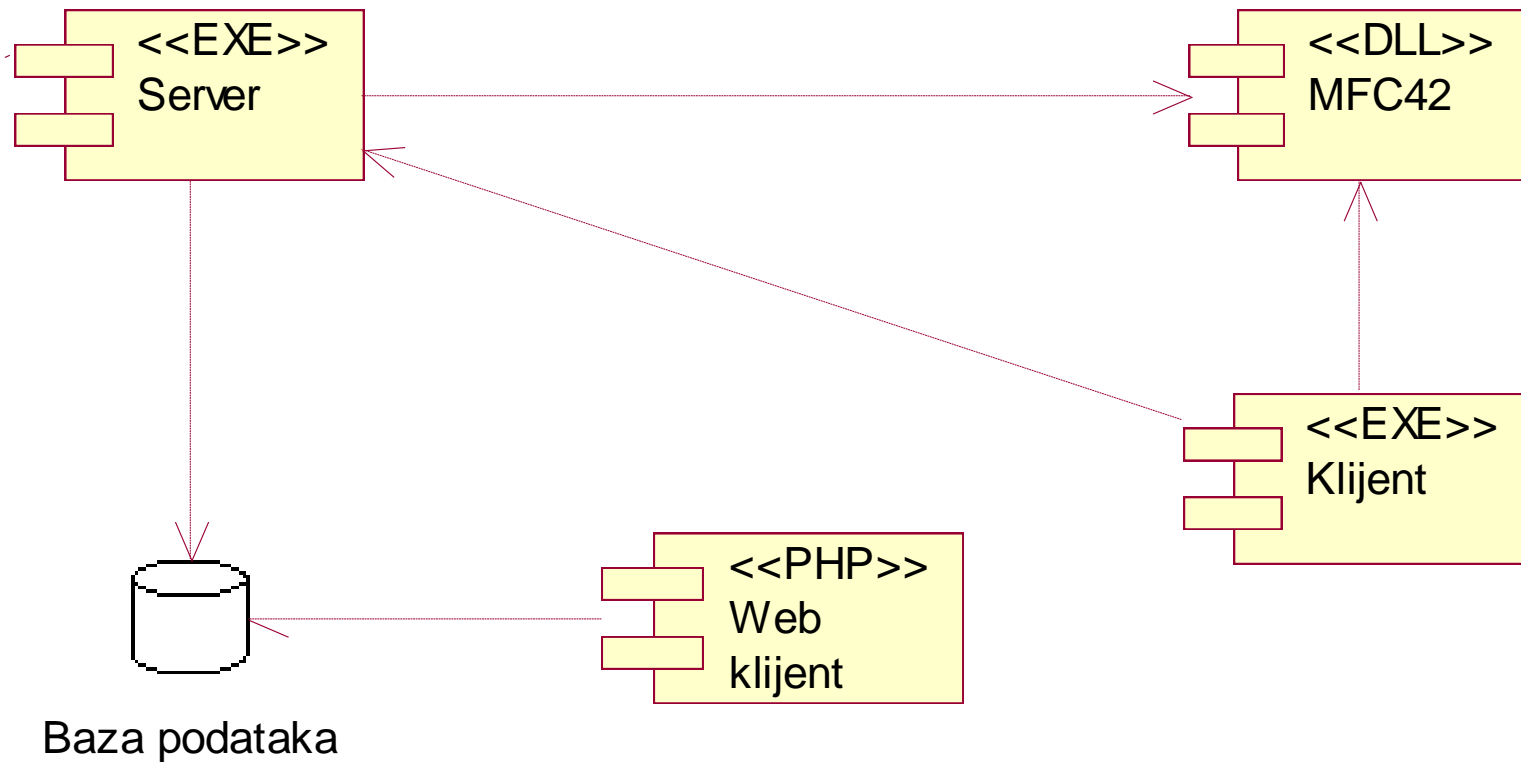 <<EXE>>
Server
<<DLL>>
MFC42
<<EXE>>
Klijent
<<PHP>>
Web
klijent
Baza podataka